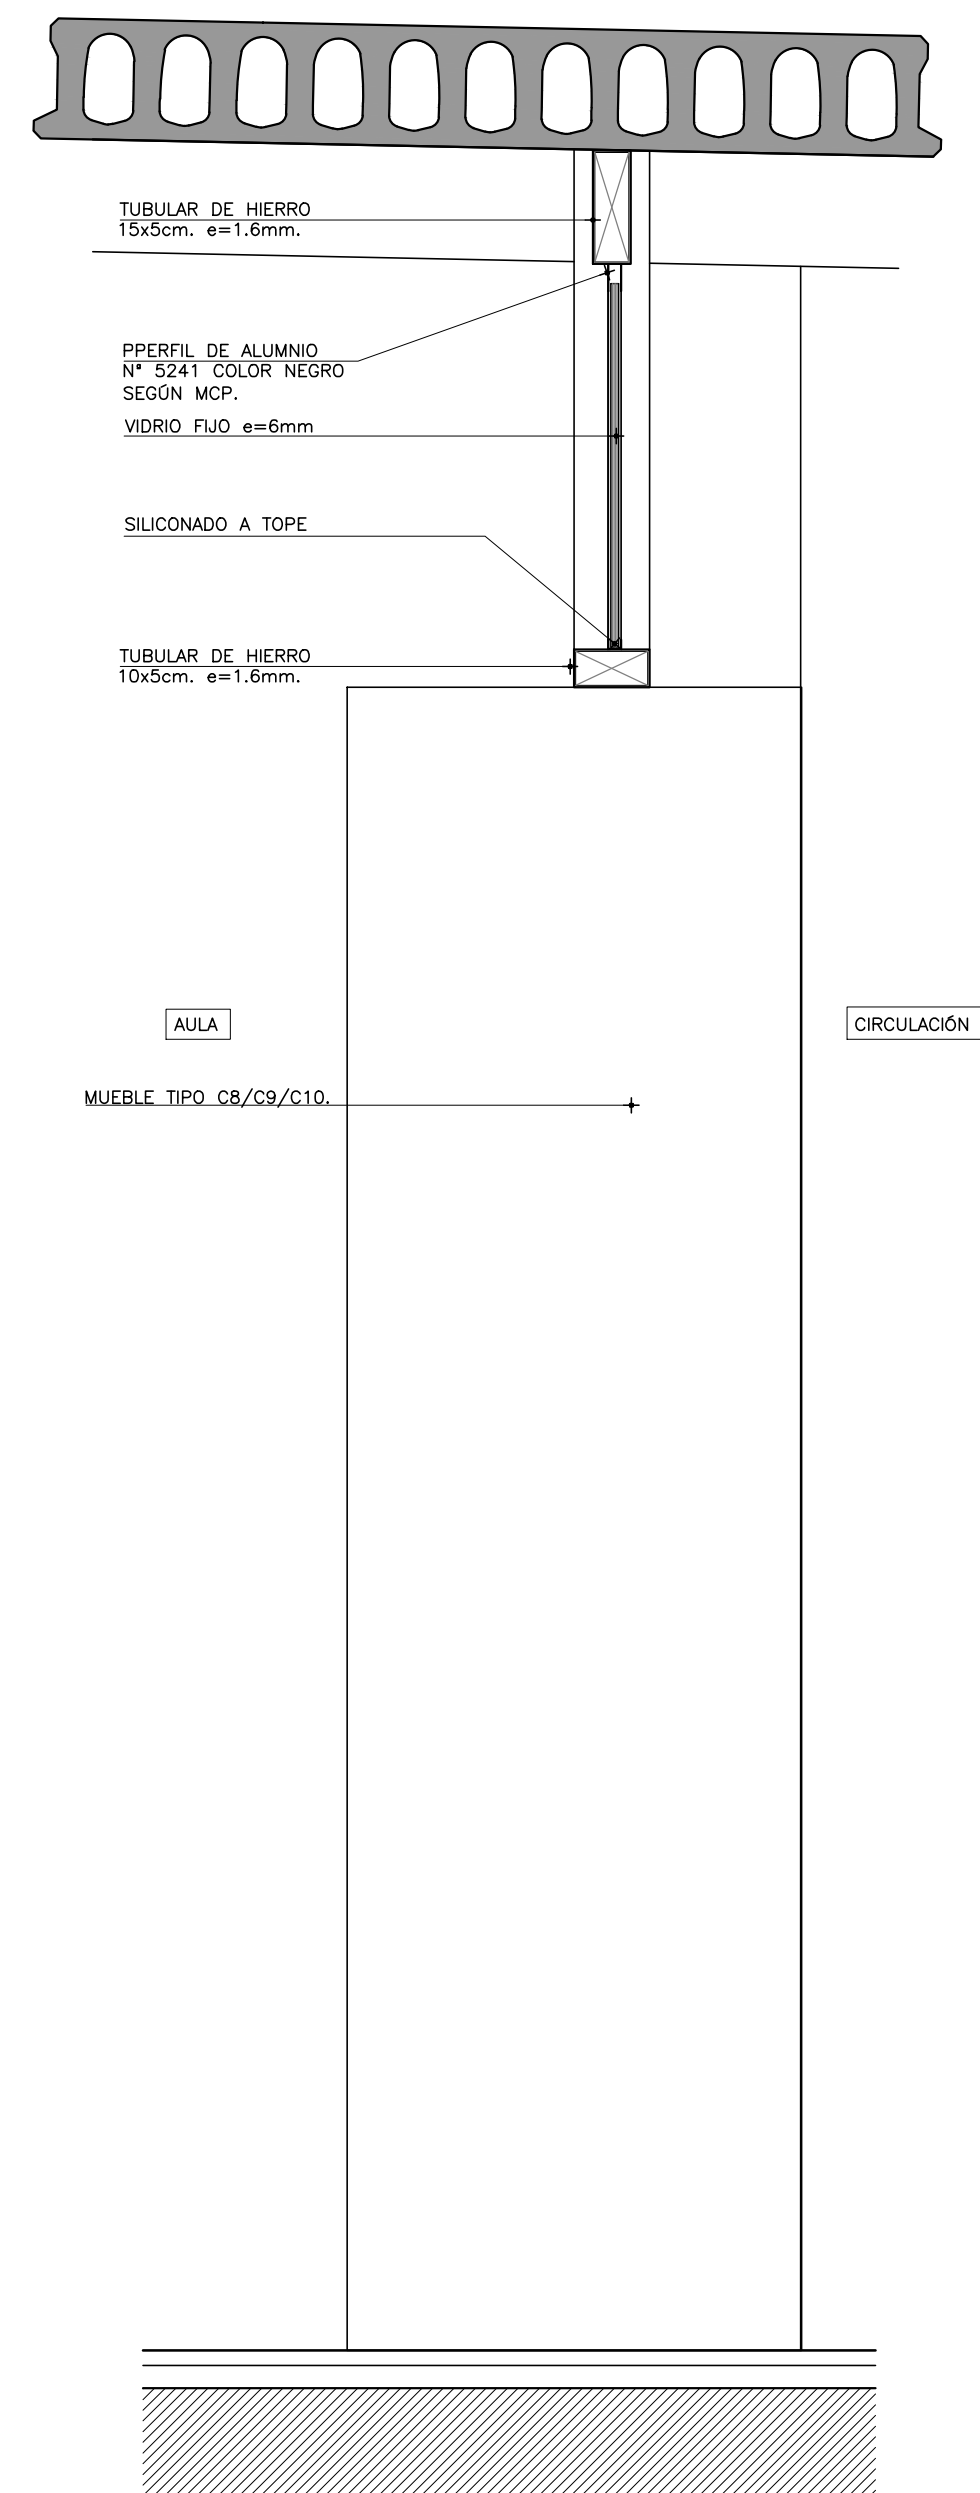 TUBULAR DE HIERRO
15x5cm. e=1.6mm.
PPERFIL DE ALUMNIO
Nª 5241 COLOR NEGRO
SEGÚN MCP.
VIDRIO FIJO e=6mm
SILICONADO A TOPE
TUBULAR DE HIERRO
10x5cm. e=1.6mm.
AULA
CIRCULACIÓN
MUEBLE TIPO C8/C9/C10.